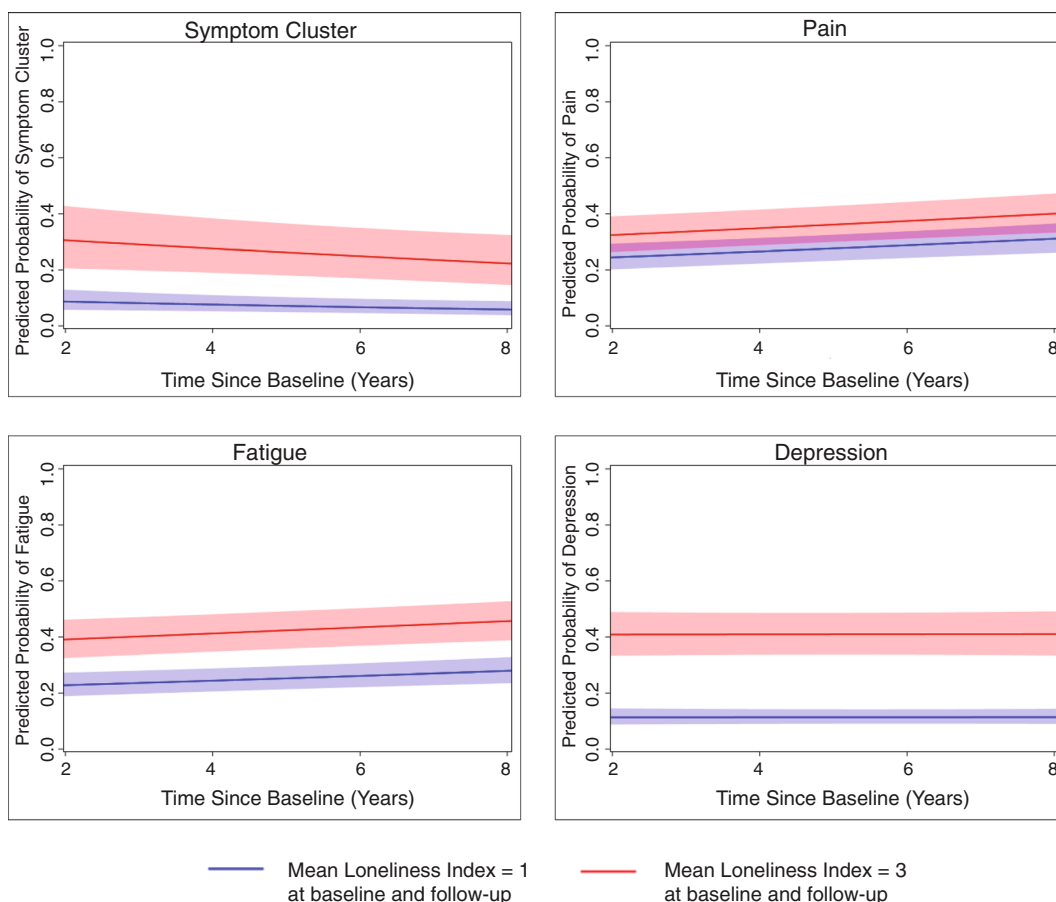 Symptom Cluster
Predicted Probability of Symptom Cluster
0.0 0.2 0.4 0.6 0.8 1.0
2 4 6 8
Time Since Baseline (Years)
Pain
Predicted Probability of Pain
0.0 0.2 0.4 0.6 0.8 1.0
2 4 6 8
Time Since Baseline (Years)
Fatigue
Predicted Probability of Fatigue
0.0 0.2 0.4 0.6 0.8 1.0
2 4 6 8
Time Since Baseline (Years)
Depression
Predicted Probability of Depression
0.0 0.2 0.4 0.6 0.8 1.0
2 4 6 8
Time Since Baseline (Years)
Mean Loneliness Index = 1
at baseline and follow-up
Mean Loneliness Index = 3
at baseline and follow-up